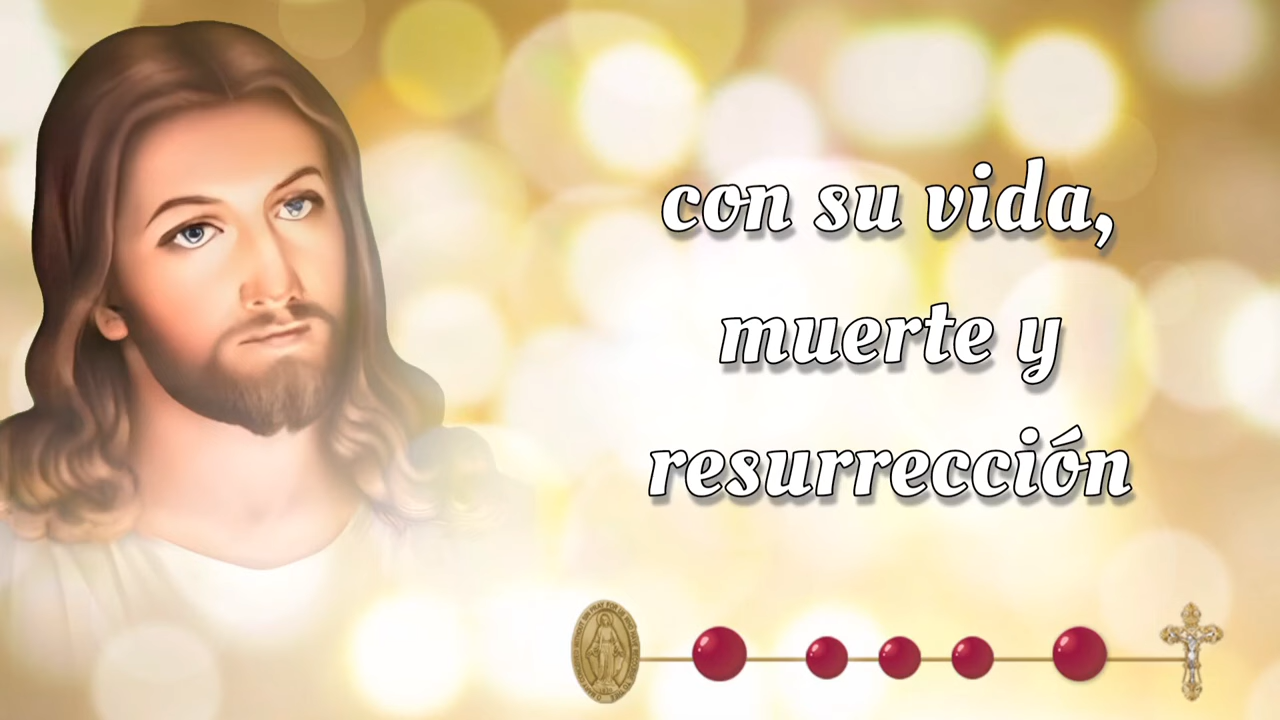 con su vida,
muerte y
resurrección